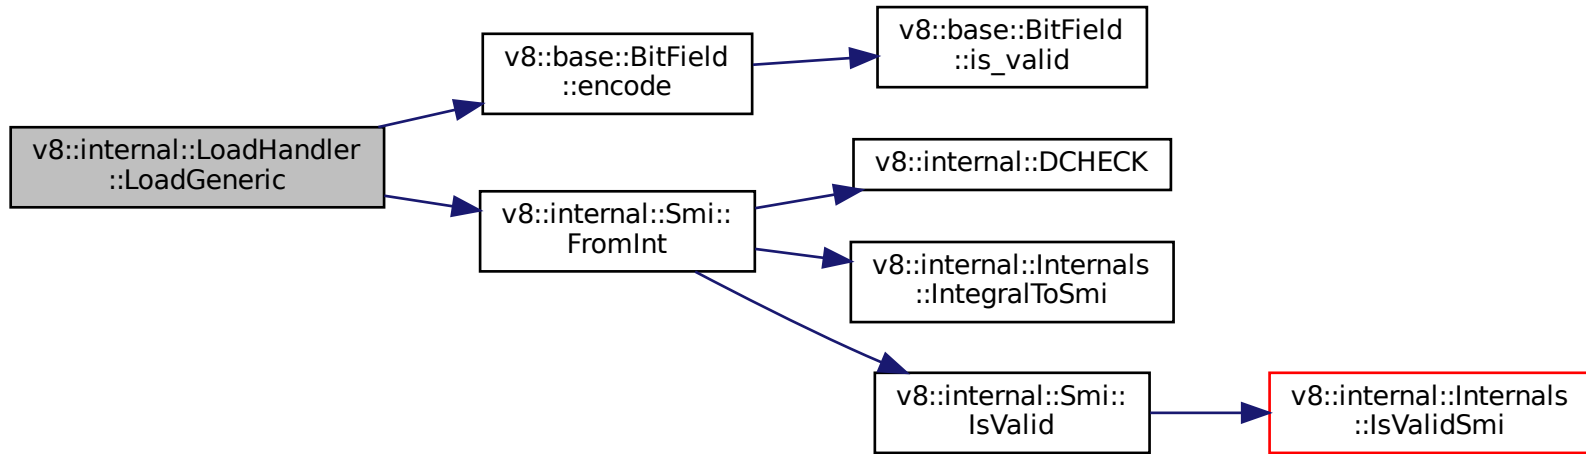 v8::internal::LoadHandler
::LoadGeneric
v8::base::BitField
::encode
v8::base::BitField
::is_valid
v8::internal::Smi::
FromInt
v8::internal::DCHECK
v8::internal::Internals
::IntegralToSmi
v8::internal::Smi::
IsValid
v8::internal::Internals
::IsValidSmi